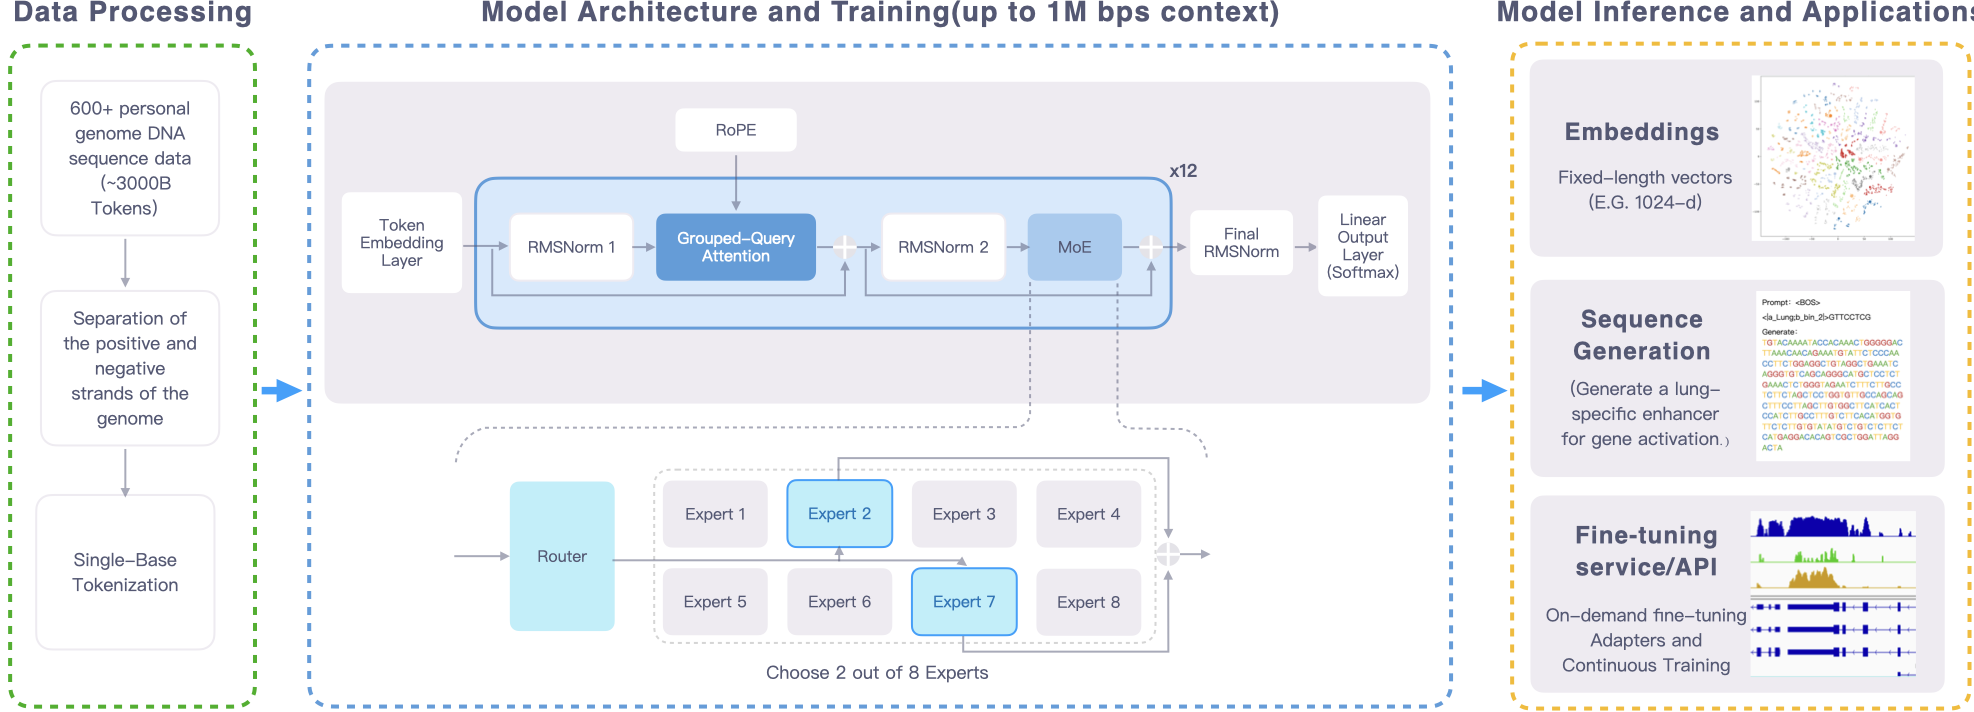 Data Processing
600+ personal
genome DNA
sequence data
(~3000B
Tokens)
Separation of
the positive and
negative
strands of the
genome
Single-Base
Tokenization
Model Architecture and Training(up to 1M bps context)
RoPE
x12
Token
Embedding
Layer
RMSNorm 1
Grouped-Query
Attention
RMSNorm 2
MoE
Final
RMSNorm
Linear
Output
Layer
(Softmax)
Router
Expert 1
Expert 2
Expert 3
Expert 4
Expert 5
Expert 6
Expert 7
Expert 8
Choose 2 out of 8 Experts
Model Inference and Applications
Embeddings
Fixed-length vectors
(E.G. 1024-d)
Sequence
Generation
(Generate a lung-
specific enhancer
for gene activation.)
Prompt: <BOS>
<|a_Lung;b_bin_2|>GTTCCTCG
Generate:
TGTACAAAATACCACAAACTGGGGGAC
TTAAACAACAGAAATGTATTCTCCCAA
CCTTCTGGAGGCTGTAGGCTGAAATC
AGGGTGTCAGCAGGGCATGCTCCTCT
GAAACTCTGGGTAGAATCTTTCTTGCC
TCTTCTAGCTCCTGGTGTTGCCAGCAG
CTTTCCTTAGCTTGTGGCTTCATCACT
CCATCTTGCCTTTGTCTTCACATGGTG
TTCTCTTGTGTATATGTCTGTCTCTTCT
CATGAGGACACAGTCGCTGGATTAGG
ACTA
Fine-tuning
service/API
On-demand fine-tuning
Adapters and
Continuous Training